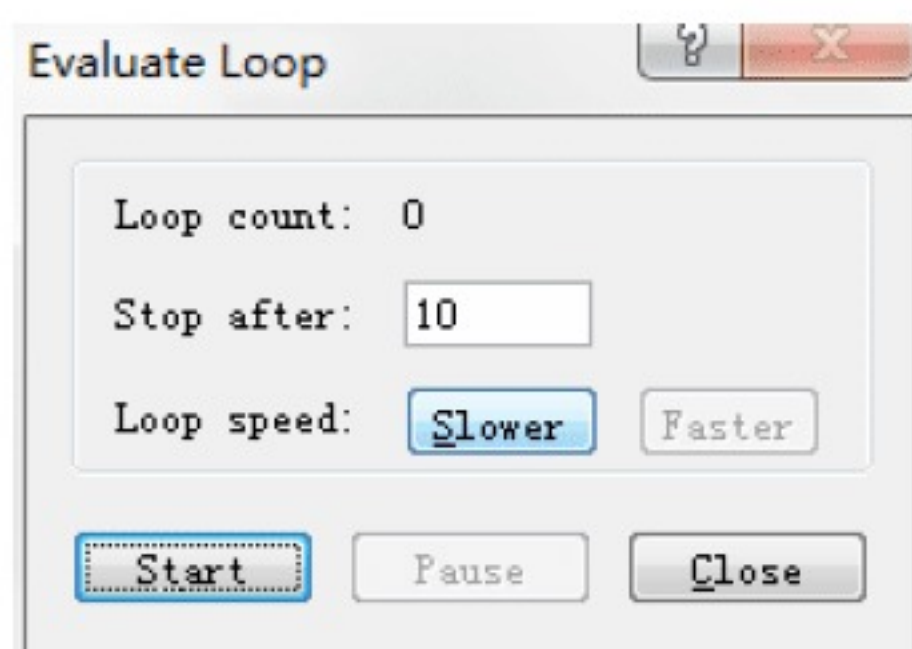 Evaluate Loop
Loop count: 0
Stop after: 10
Loop speed: Slower Faster
Start Pause Close